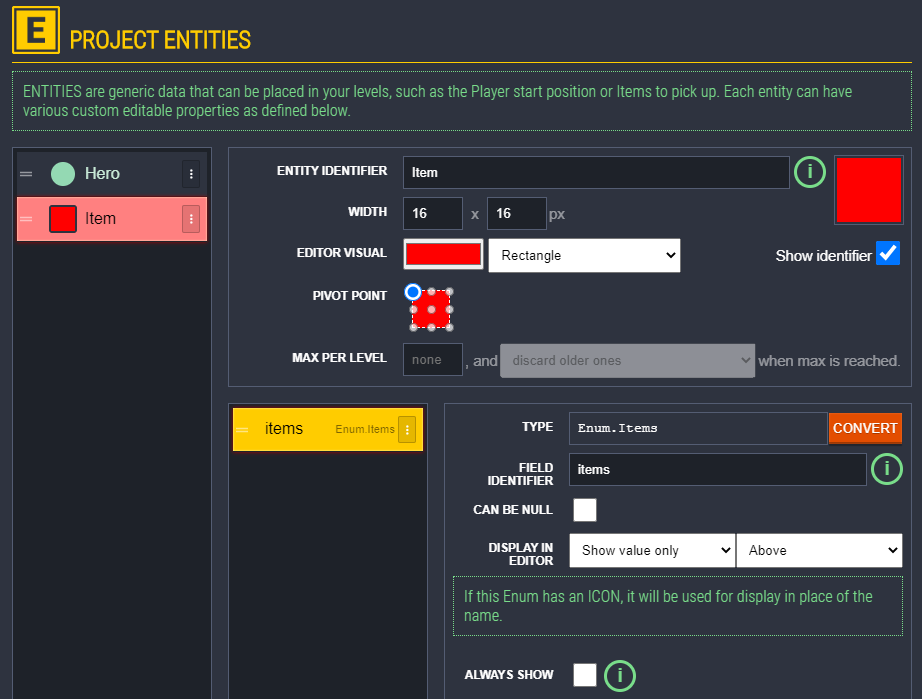 E PROJECT ENTITIES
ENTITIES are generic data that can be placed in your levels, such as the Player start position or Items to pick up. Each entity can have
various custom editable properties as defined below.
Hero
Item
ENTITY IDENTIFIER Item i
WIDTH 16 x 16 px
EDITOR VISUAL Rectangle Show identifier
PIVOT POINT
MAX PER LEVEL none , and discard older ones when max is reached.
items Enum.Items
TYPE Enum.Items CONVERT
FIELD
IDENTIFIER items i
CAN BE NULL
DISPLAY IN
EDITOR Show value only Above
If this Enum has an ICON, it will be used for display in place of the
name.
ALWAYS SHOW i